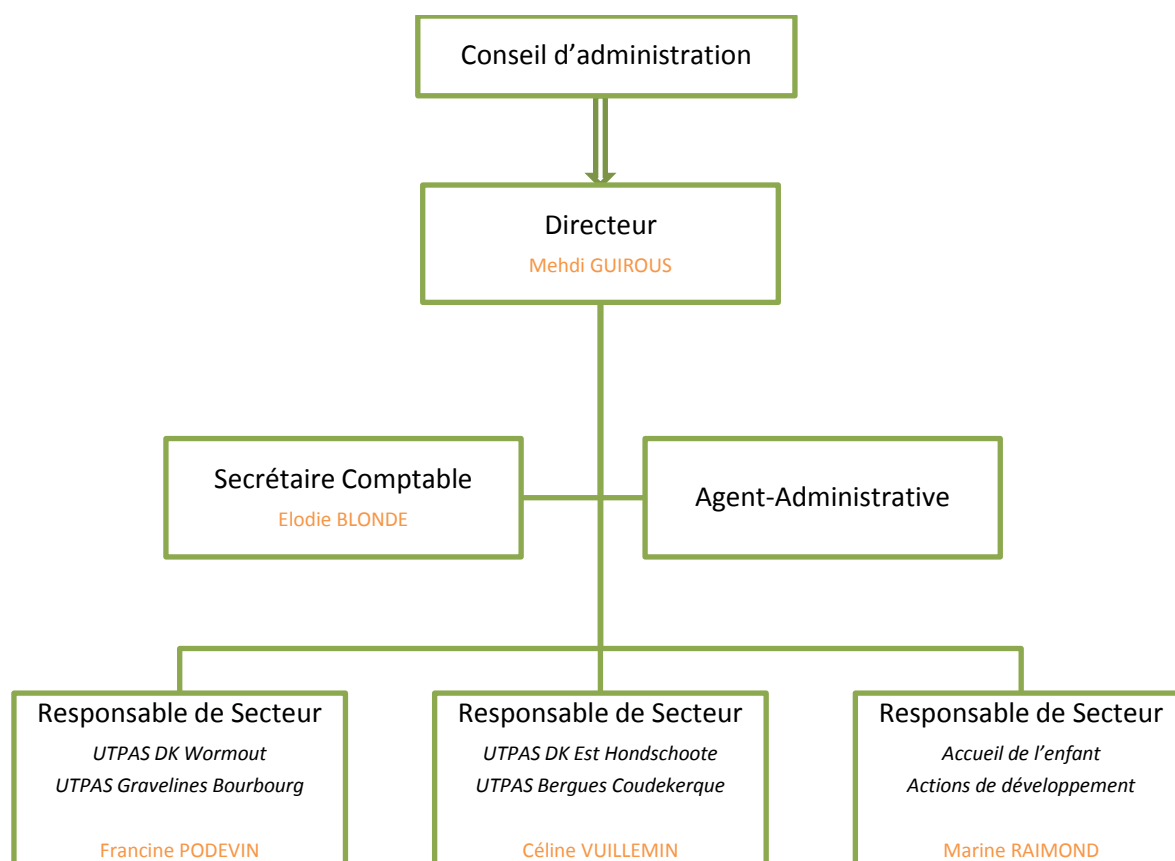 Conseil d’administration
Directeur
Mehdi GUIROUS
Secrétaire Comptable
Elodie BLONDE
Agent-Administrative
Responsable de Secteur
UTPAS DK Wormout
UTPAS Gravelines Bourbourg
Francine PODEVIN
Responsable de Secteur
UTPAS DK Est Hondschoote
UTPAS Bergues Coudekerque
Céline VUILLEMIN
Responsable de Secteur
Accueil de l’enfant
Actions de développement
Marine RAIMOND